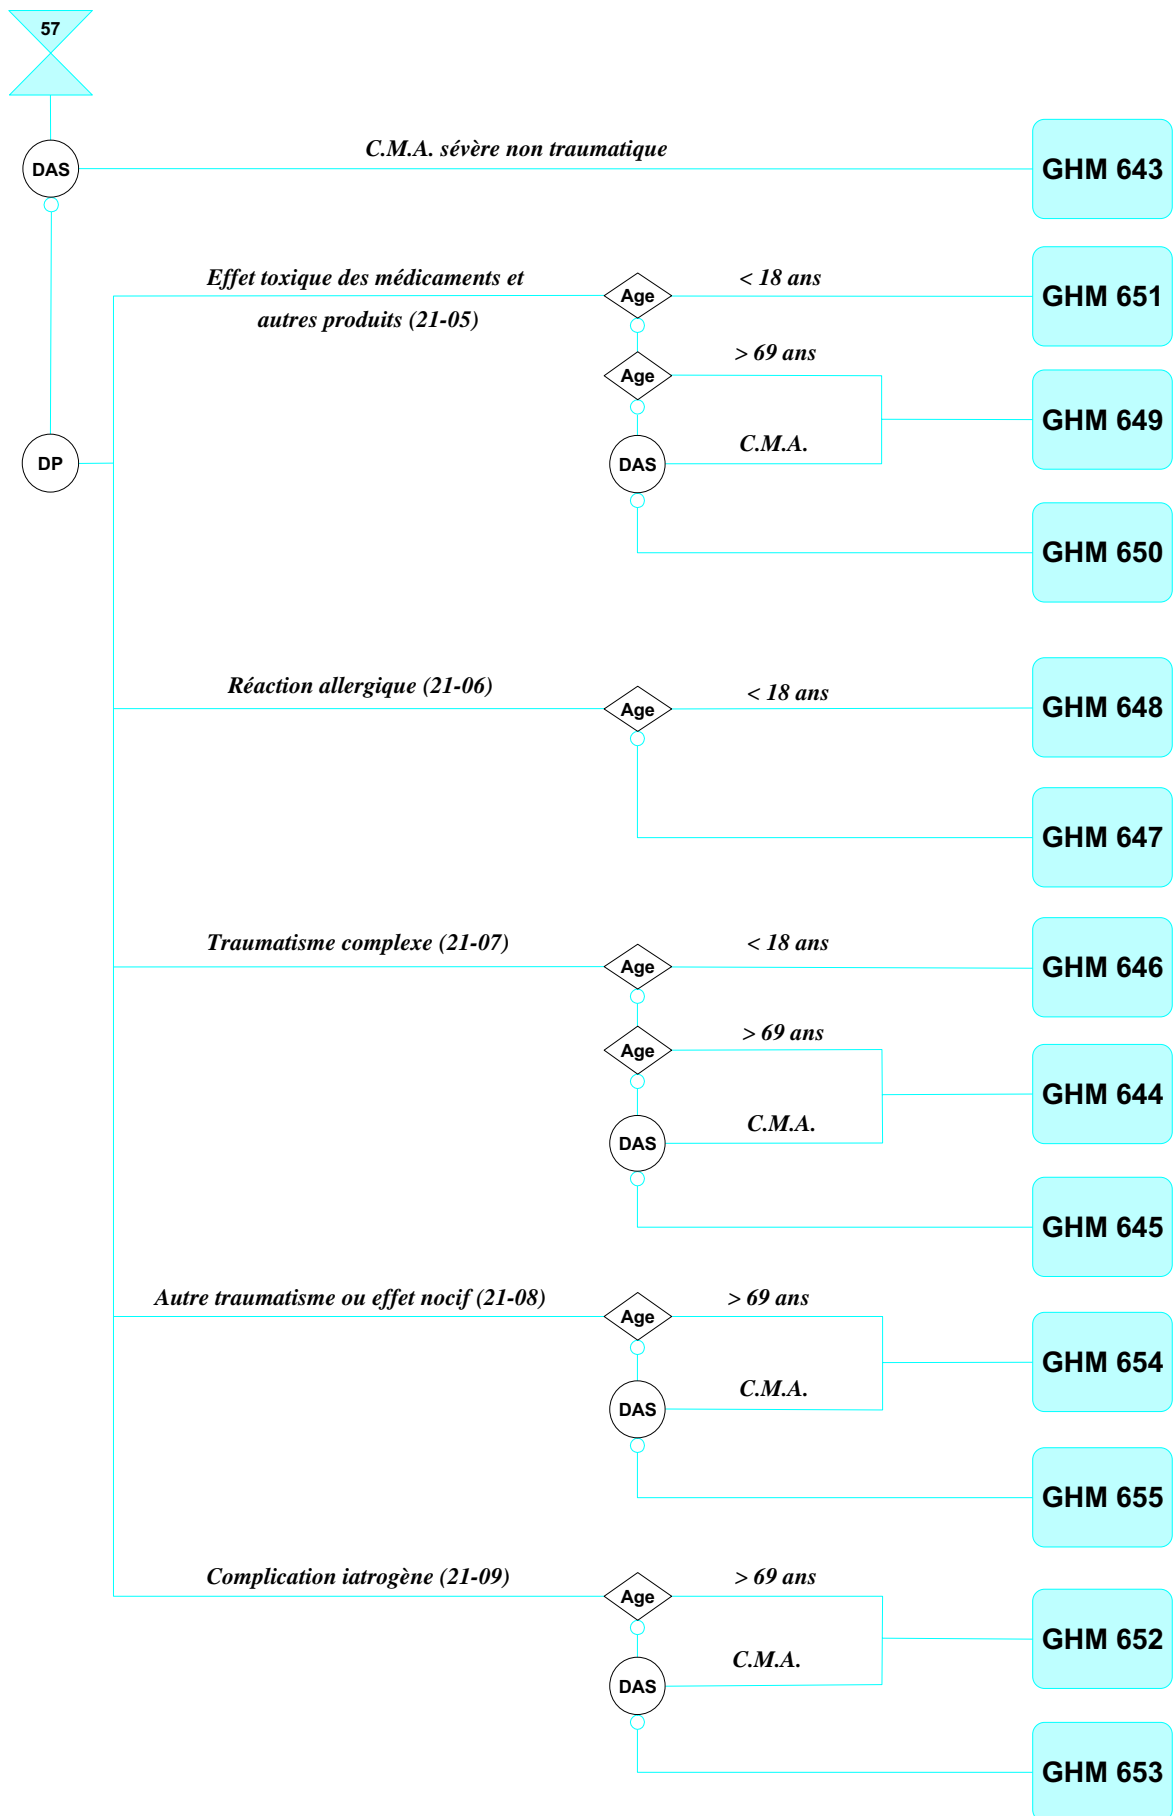 57
DAS
C.M.A. sévère non traumatique
GHM 643
Effet toxique des médicaments et
autres produits (21-05)
Age
< 18 ans
GHM 651
Age
> 69 ans
GHM 649
DP
DAS
C.M.A.
GHM 650
Réaction allergique (21-06)
Age
< 18 ans
GHM 648
GHM 647
Traumatisme complexe (21-07)
Age
< 18 ans
GHM 646
Age
> 69 ans
GHM 644
DAS
C.M.A.
GHM 645
Autre traumatisme ou effet nocif (21-08)
Age
> 69 ans
GHM 654
DAS
C.M.A.
GHM 655
Complication iatrogène (21-09)
Age
> 69 ans
GHM 652
DAS
C.M.A.
GHM 653